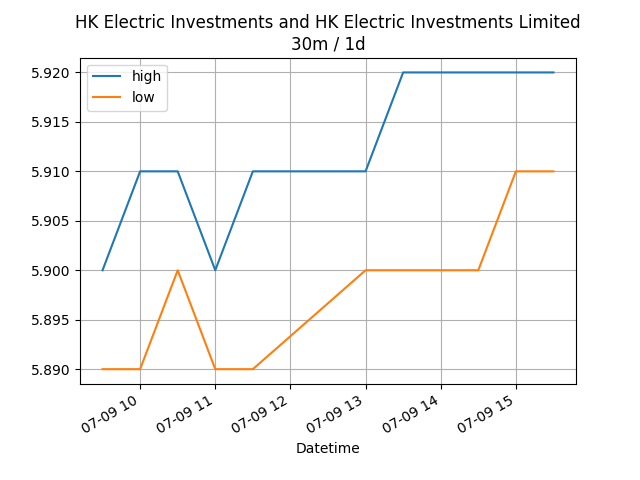 HK Electric Investments and HK Electric Investments Limited
30m / 1d
high
low
5.920
5.915
5.910
5.905
5.900
5.895
5.890
07-09 10
07-09 11
07-09 12
07-09 13
07-09 14
07-09 15
Datetime